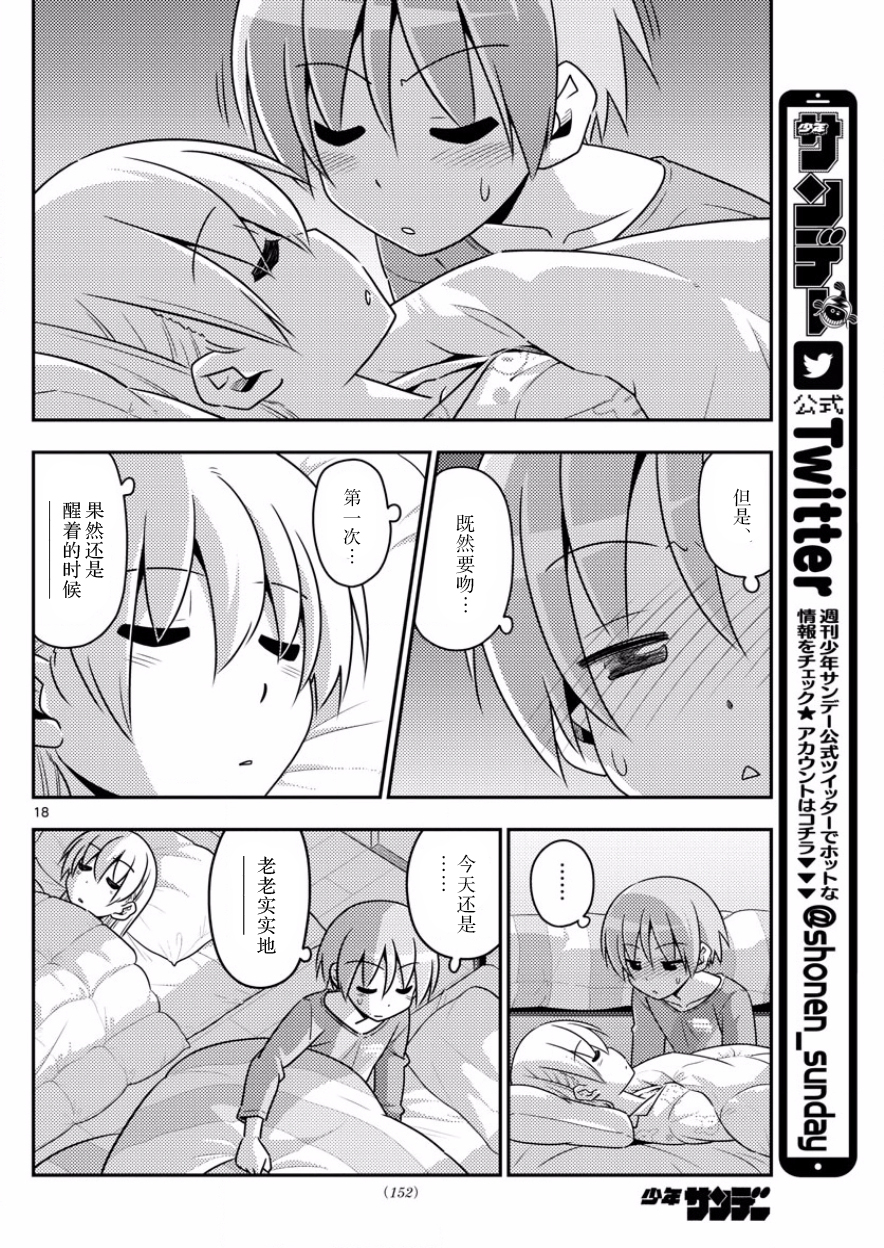 但是、
既然要吻…
第一次…
果然还是
醒着的时候
——
18
……
今天还是
……
老老实实地
——
(152)
少年サンデー
少年
サンデー
公式
Twitter
週刊少年サンデー公式ツイッターでホットな
情報をチェック★ アカウントはコチラ▼▼▼
@shonen_sunday